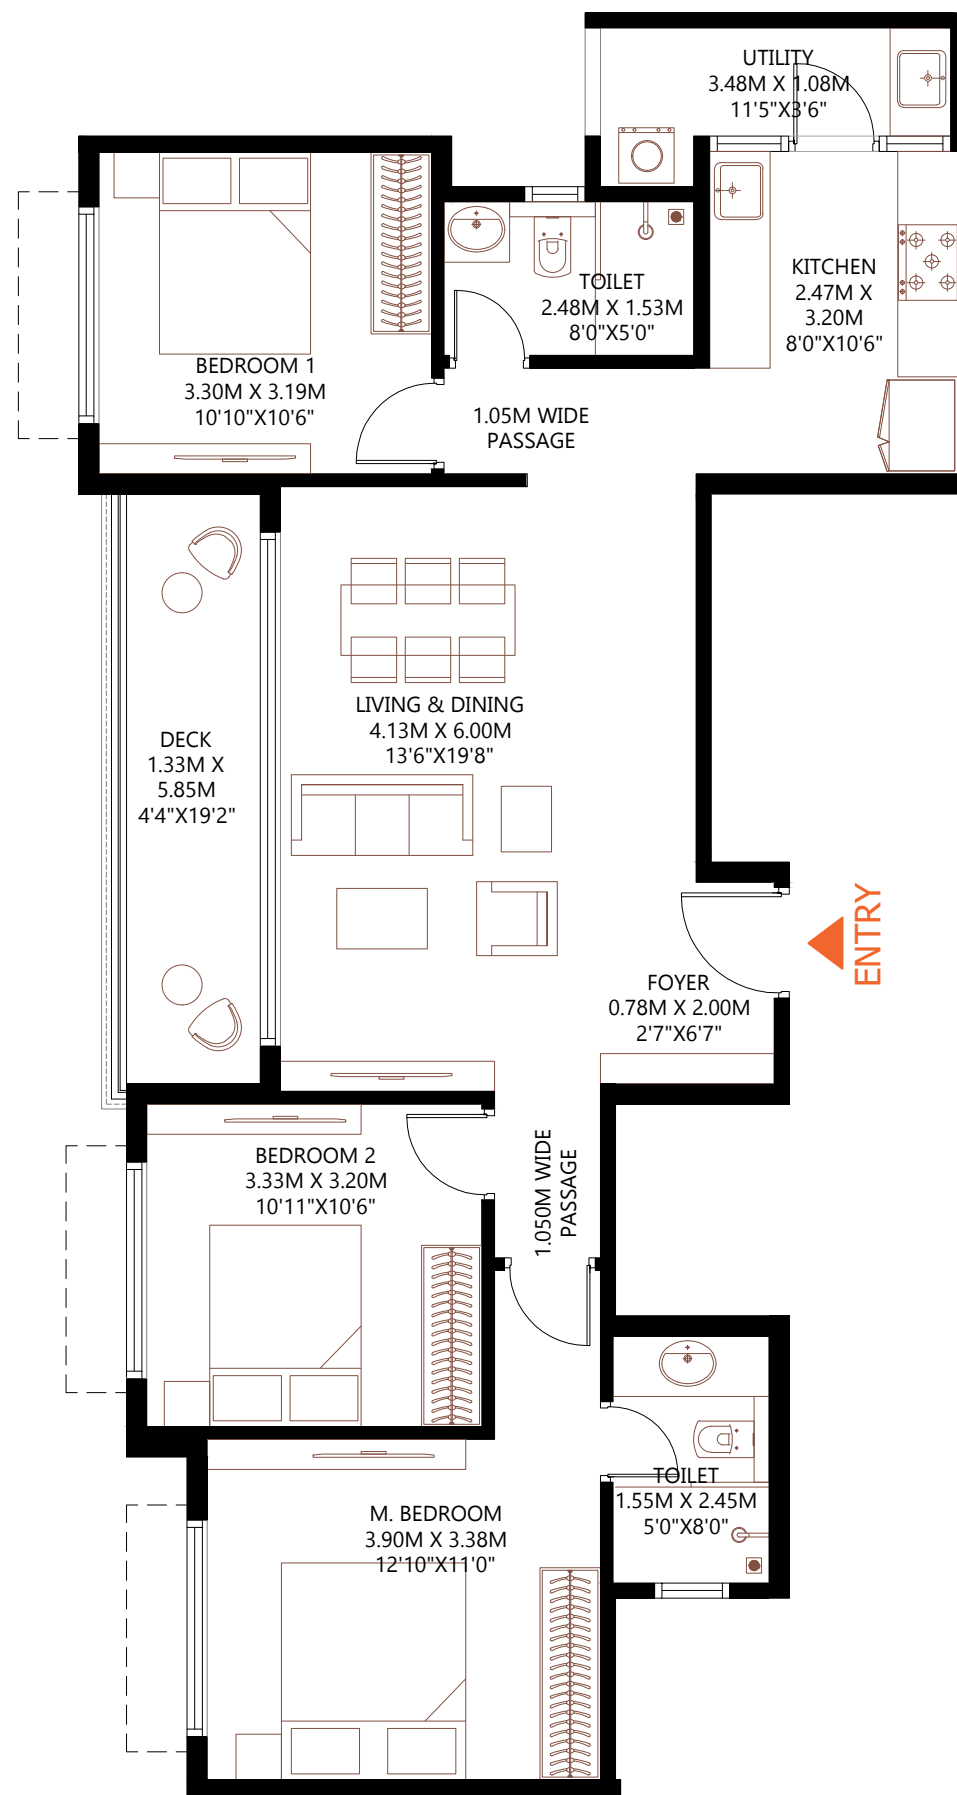 UTILITY
3.48M X 1.08M
11'5"X3'6"
KITCHEN
2.47M X
3.20M
8'0"X10'6"
TOILET
2.48M X 1.53M
8'0"X5'0"
BEDROOM 1
3.30M X 3.19M
10'10"X10'6"
1.05M WIDE
PASSAGE
LIVING & DINING
4.13M X 6.00M
13'6"X19'8"
DECK
1.33M X
5.85M
4'4"X19'2"
ENTRY
FOYER
0.78M X 2.00M
2'7"X6'7"
BEDROOM 2
3.33M X 3.20M
10'11"X10'6"
1.050M WIDE
PASSAGE
TOILET
1.55M X 2.45M
5'0"X8'0"
M. BEDROOM
3.90M X 3.38M
12'10"X11'0"